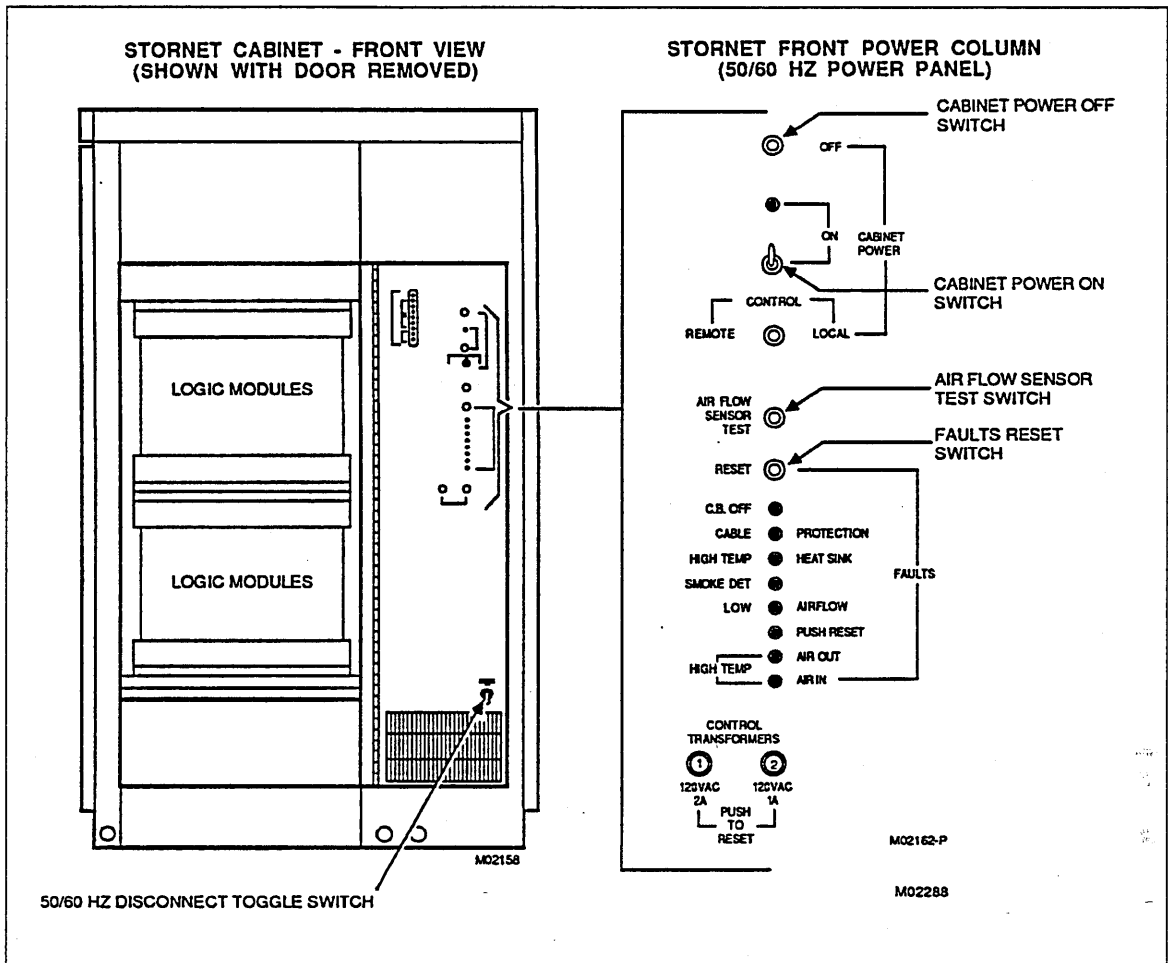 STORNET CABINET - FRONT VIEW
(SHOWN WITH DOOR REMOVED)
LOGIC MODULES
LOGIC MODULES
M02158
50/60 HZ DISCONNECT TOGGLE SWITCH
STORNET FRONT POWER COLUMN
(50/60 HZ POWER PANEL)
CABINET POWER OFF
SWITCH
OFF
ON
CABINET
POWER
CABINET POWER ON
SWITCH
CONTROL
REMOTE
LOCAL
AIR FLOW
SENSOR
TEST
AIR FLOW SENSOR
TEST SWITCH
FAULTS RESET
SWITCH
RESET
C.B. OFF
CABLE
PROTECTION
HIGH TEMP
HEAT SINK
SMOKE DET
FAULTS
LOW
AIRFLOW
PUSH RESET
HIGH TEMP
AIR OUT
AIR IN
CONTROL
TRANSFORMERS
1
2
120VAC
2A
120VAC
1A
PUSH
TO
RESET
M02162-P
M02288